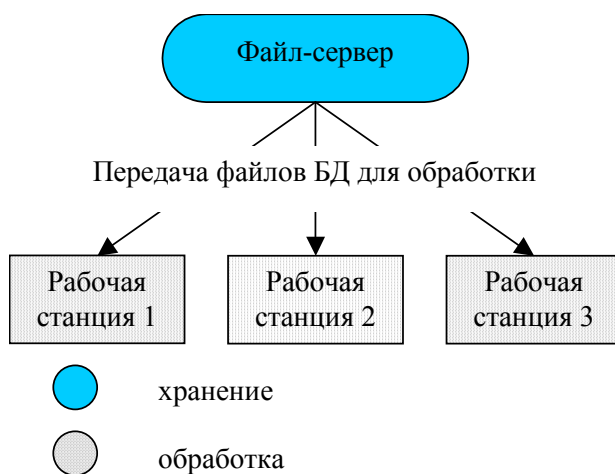 Файл-сервер
Передача файлов БД для обработки
Рабочая
станция 1
Рабочая
станция 2
Рабочая
станция 3
хранение
обработка